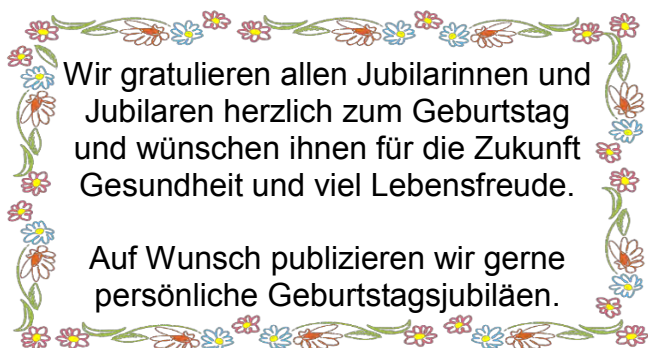 Wir gratulieren allen Jubilarinnen und
Jubilaren herzlich zum Geburtstag
und wünschen ihnen für die Zukunft
Gesundheit und viel Lebensfreude.

Auf Wunsch publizieren wir gerne
persönliche Geburtstagsjubiläen.